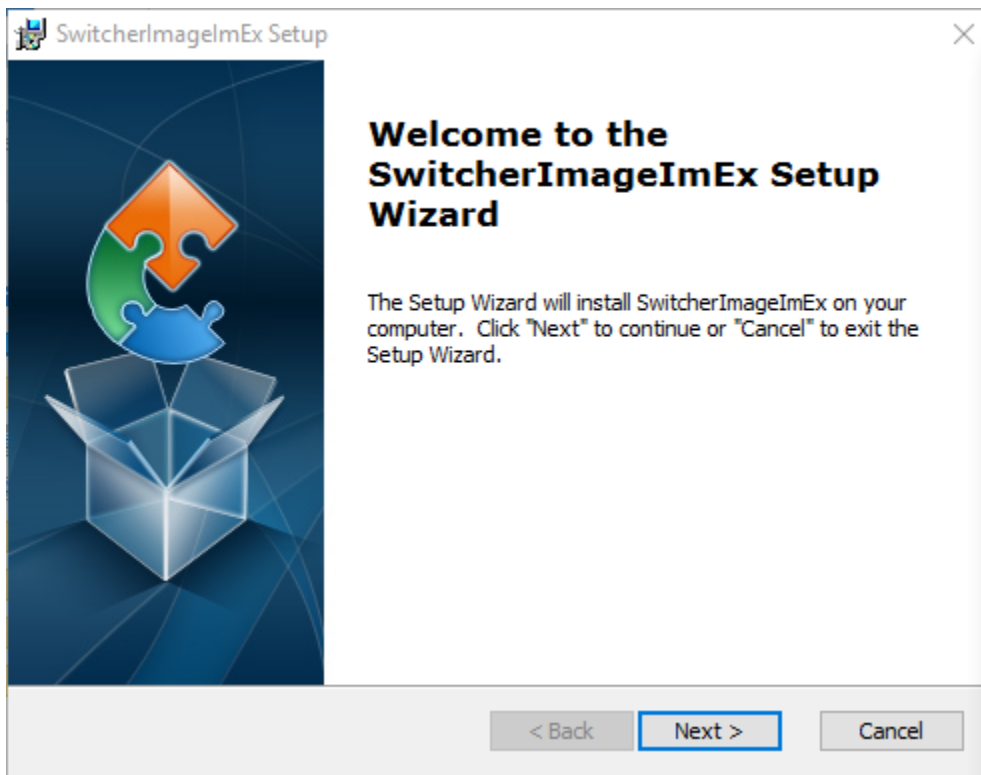 SwitcherImageImEx Setup
Welcome to the
SwitcherImageImEx Setup
Wizard
The Setup Wizard will install SwitcherImageImEx on your
computer.  Click "Next" to continue or "Cancel" to exit the
Setup Wizard.
< Back
Next >
Cancel